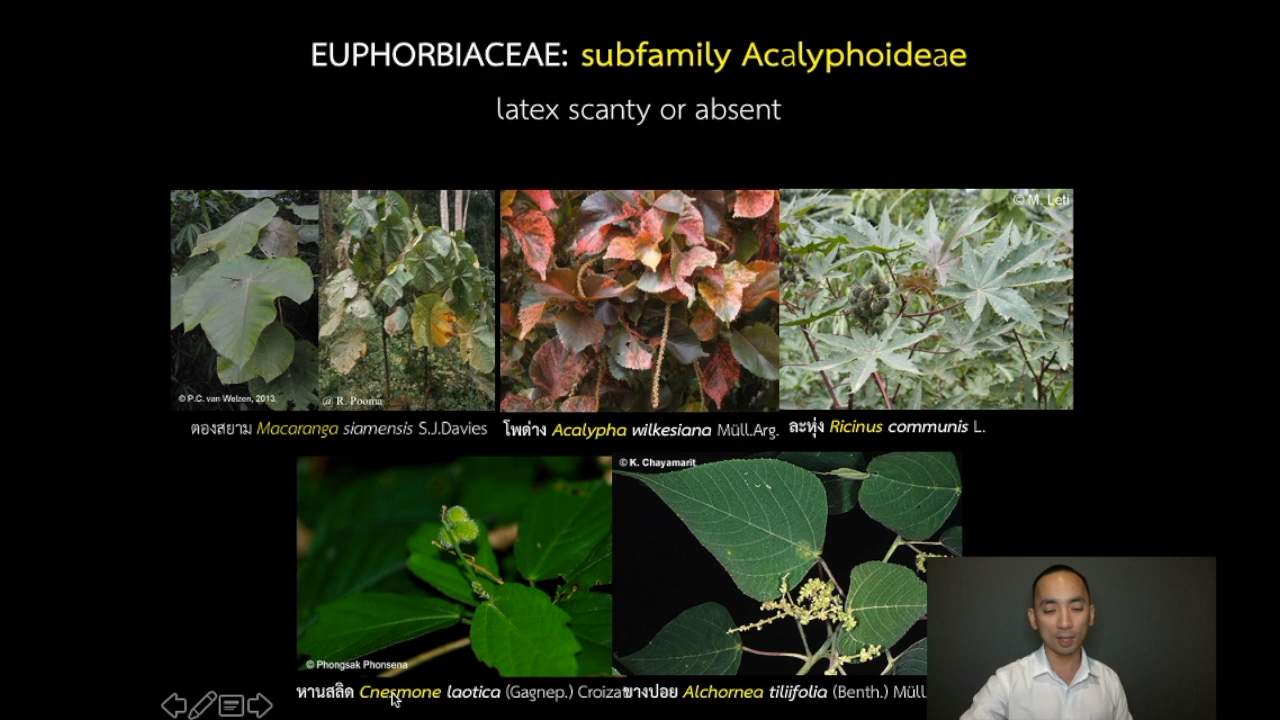 EUPHORBIACEAE: subfamily Acalyphoideae
latex scanty or absent
© M. Leti
© P.C. van Welzen, 2013
@ R. Pooma
ตองสยาม Macaranga siamensis S.J.Davies
โพด่าง Acalypha wilkesiana Müll.Arg.
ละหุ่ง Ricinus communis L.
© K. Chayamarit
© Phongsak Phonsena
หานสลิด Cnesmone laotica (Gagnep.) Croizat
ขางปอย Alchornea tiliifolia (Benth.) Müll